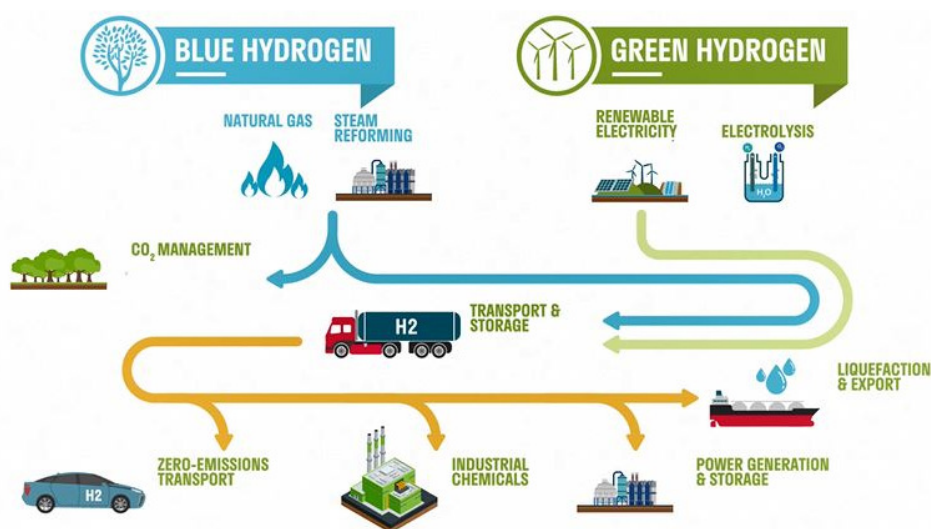 BLUE HYDROGEN
GREEN HYDROGEN
NATURAL GAS
STEAM
REFORMING
RENEWABLE
ELECTRICITY
ELECTROLYSIS
H₂O
CO₂ MANAGEMENT
H2
TRANSPORT &
STORAGE
LIQUEFACTION
& EXPORT
ZERO-EMISSIONS
TRANSPORT
H2
INDUSTRIAL
CHEMICALS
POWER GENERATION
& STORAGE